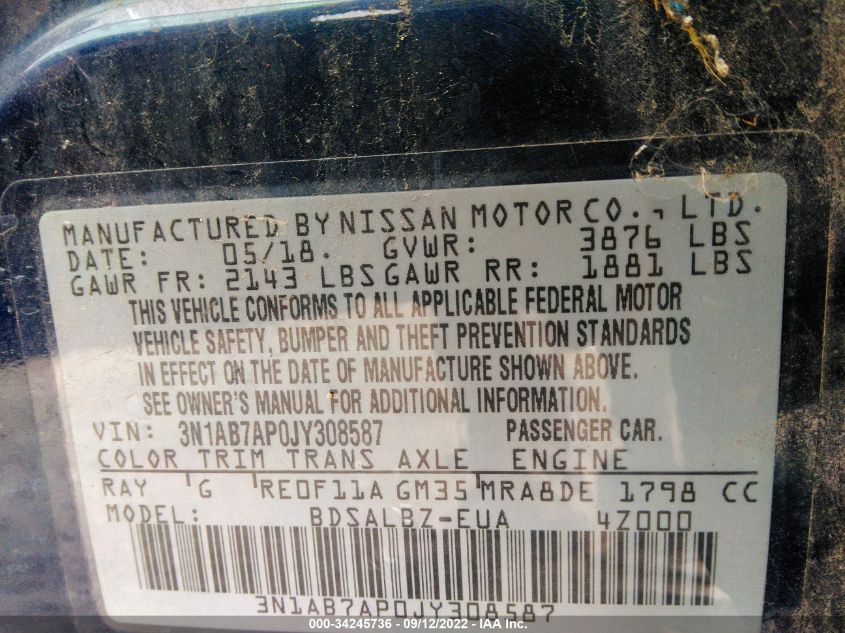 MANUFACTURED BY NISSAN MOTOR CO., LTD.
DATE: 05/18. GVWR: 3876 LBS
GAWR FR: 2143 LBS GAWR RR: 1881 LBS
THIS VEHICLE CONFORMS TO ALL APPLICABLE FEDERAL MOTOR
VEHICLE SAFETY, BUMPER AND THEFT PREVENTION STANDARDS
IN EFFECT ON THE DATE OF MANUFACTURE SHOWN ABOVE.
SEE OWNER'S MANUAL FOR ADDITIONAL INFORMATION.
VIN: 3N1AB7AP0JY308587 PASSENGER CAR.
COLOR TRIM TRANS AXLE ENGINE
RAY G RE0F11A GM35 MRA8DE 1798 CC
MODEL: BDSALBZ-EUA 4Z000
3N1AB7AP0JY308587
000-34245736 - 09/12/2022 - IAA Inc.